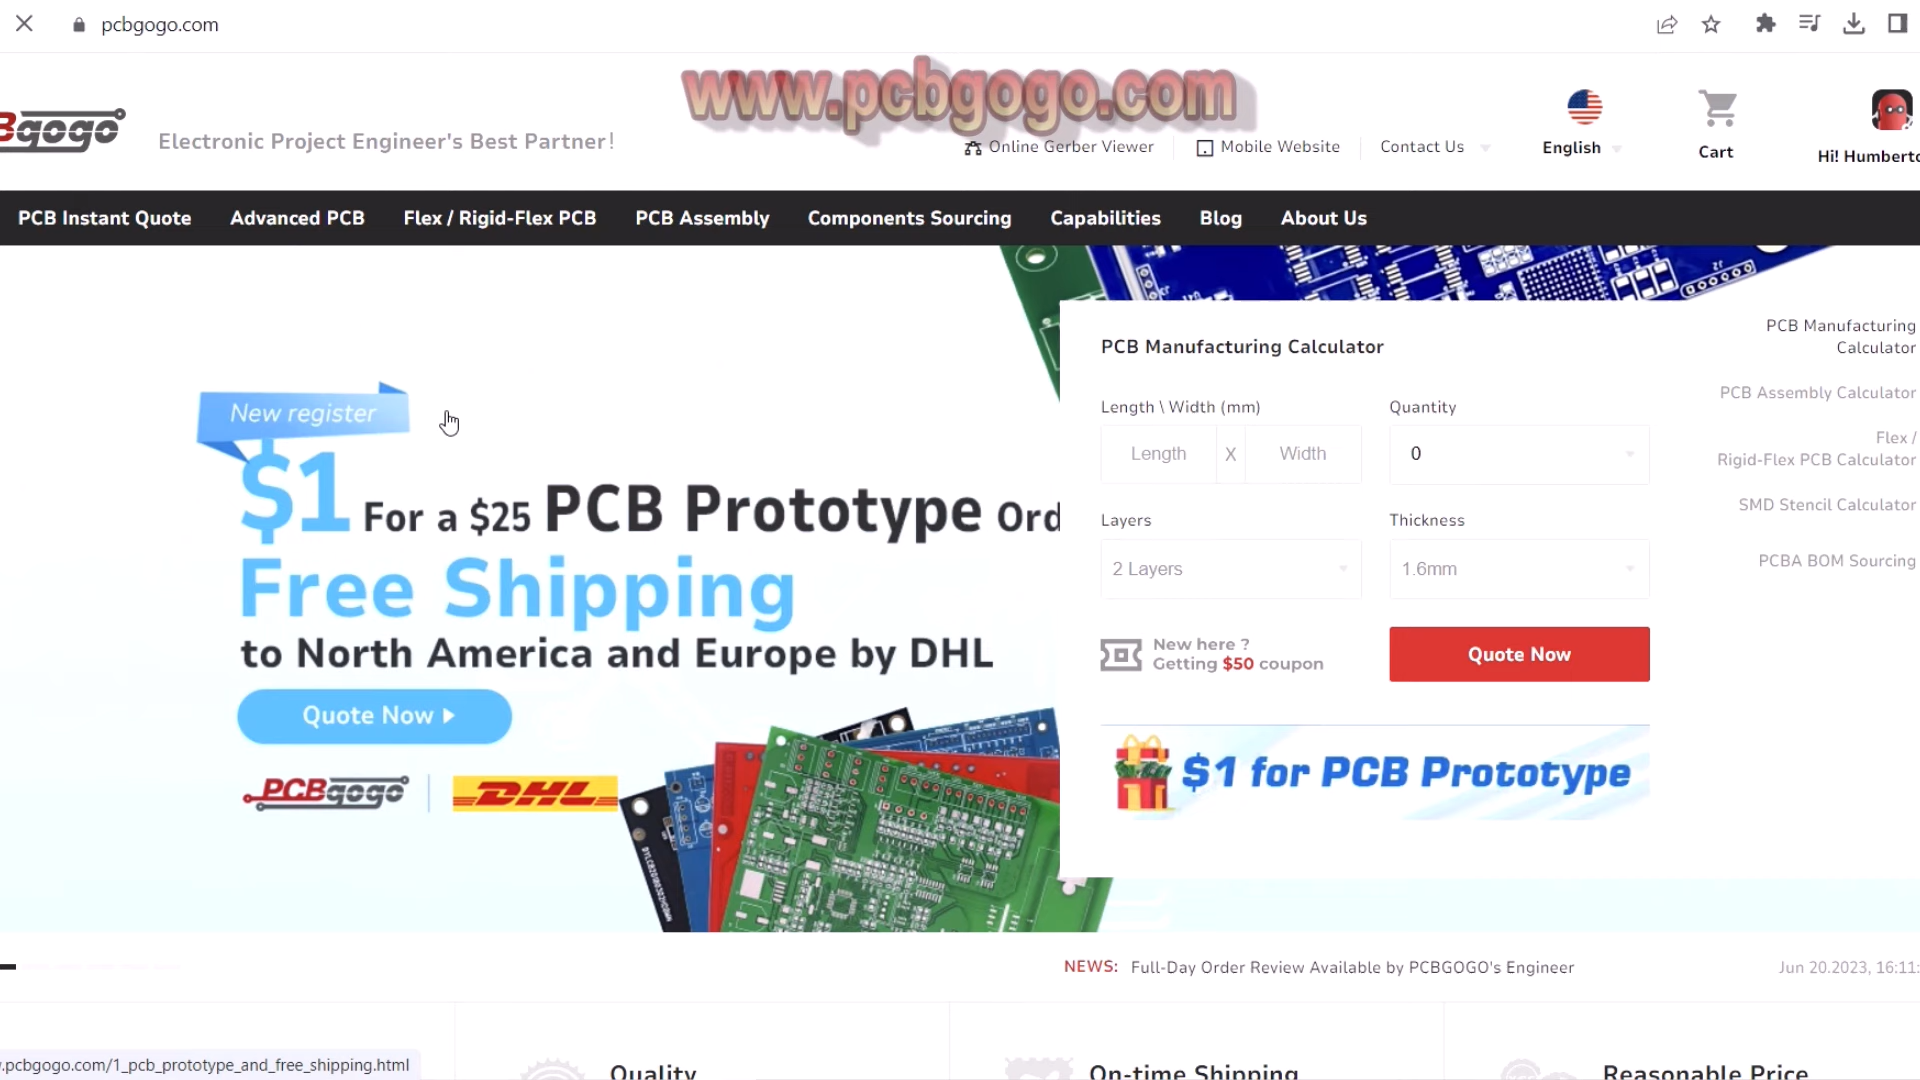 pcbgogo.com
www.pcbgogo.com
Bgogo
Electronic Project Engineer's Best Partner!
Online Gerber Viewer
Mobile Website
Contact Us
English
Cart
Hi! Humberto
PCB Instant Quote
Advanced PCB
Flex / Rigid-Flex PCB
PCB Assembly
Components Sourcing
Capabilities
Blog
About Us
New register
$1 For a $25 PCB Prototype Ord
Free Shipping
to North America and Europe by DHL
Quote Now
PCBgogo
DHL
PCB Manufacturing Calculator
Length \ Width (mm)
Quantity
Length X Width
0
Layers
Thickness
2 Layers
1.6mm
New here ?
Getting $50 coupon
Quote Now
$1 for PCB Prototype
PCB Manufacturing
Calculator
PCB Assembly Calculator
Flex /
Rigid-Flex PCB Calculator
SMD Stencil Calculator
PCBA BOM Sourcing
NEWS: Full-Day Order Review Available by PCBGOGO's Engineer
Jun 20.2023, 16:11:
Quality
On-time Shipping
Reasonable Price
.pcbgogo.com/1_pcb_prototype_and_free_shipping.html